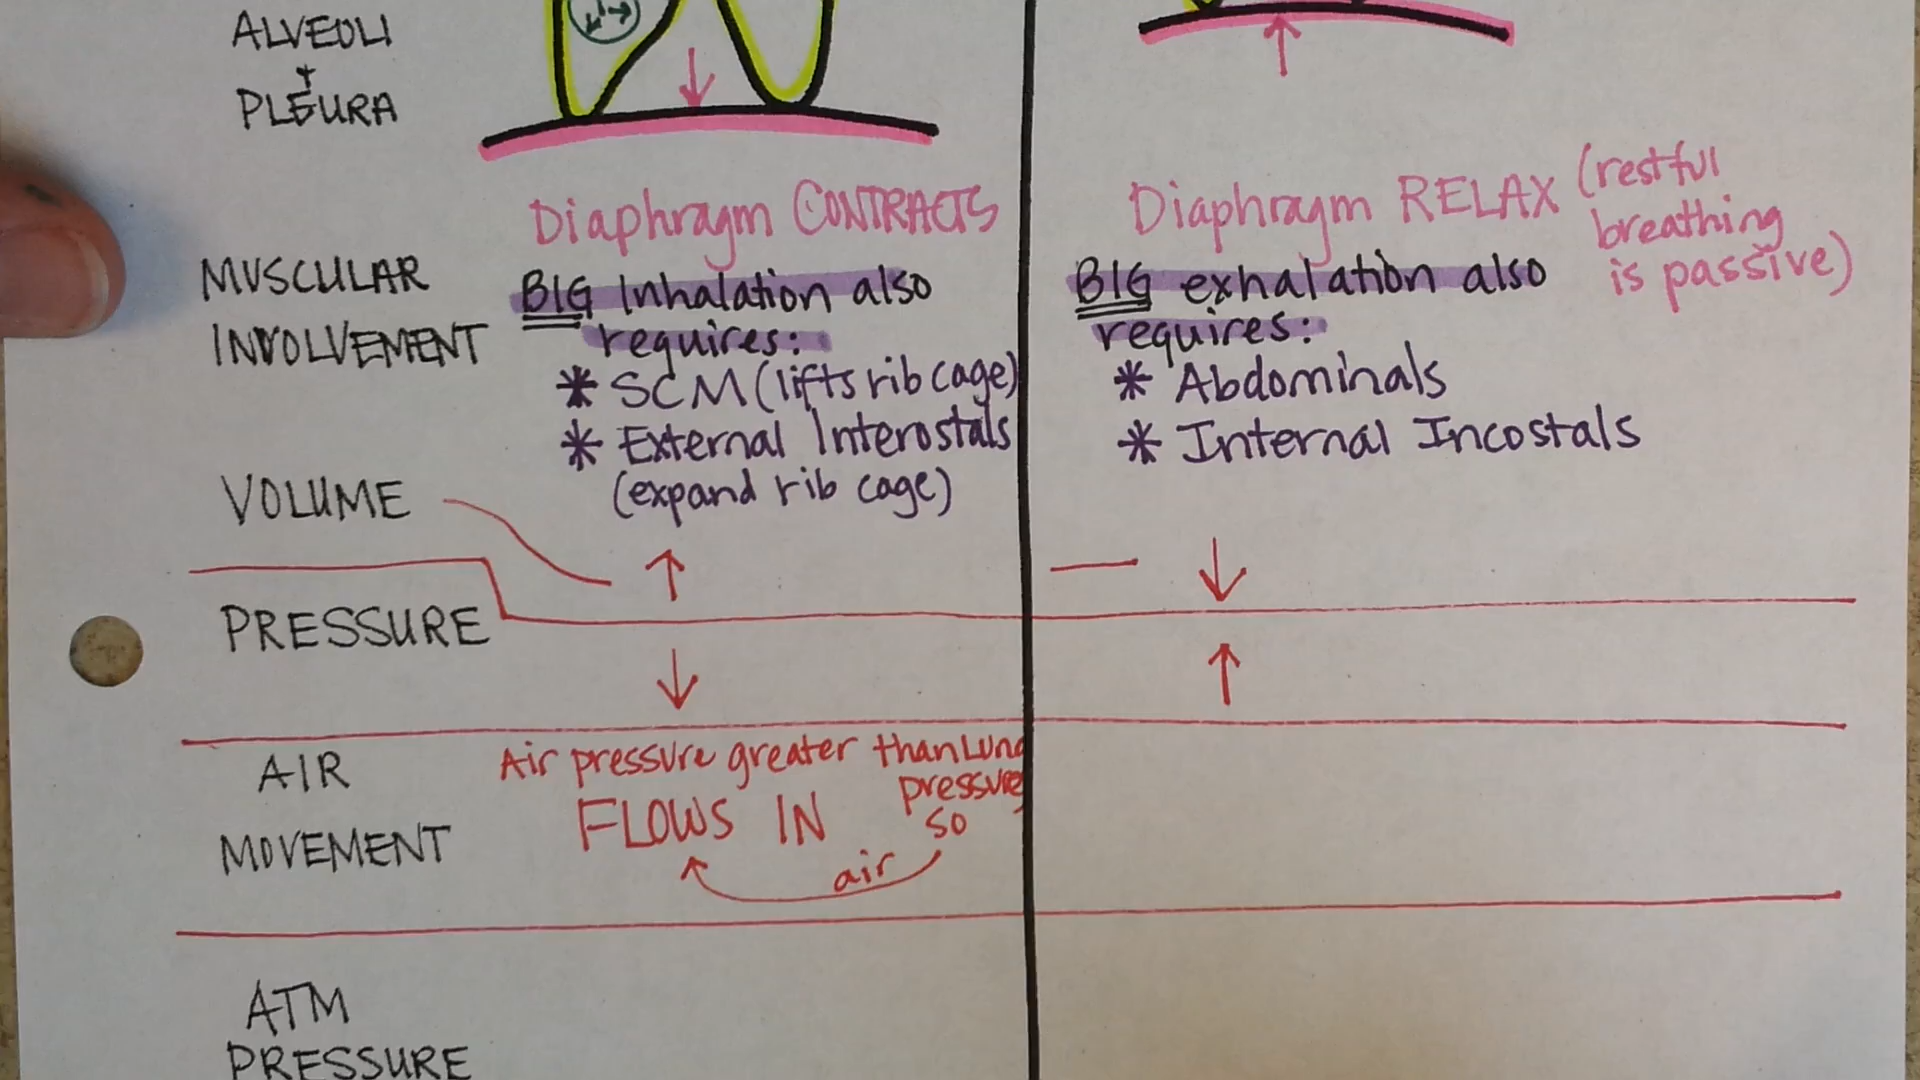 ALVEOLI
+
PLEURA
Diaphragm CONTRACTS
Diaphragm RELAX (restful
breathing
is passive)
MUSCULAR
INVOLVEMENT
BIG Inhalation also
requires:
* SCM (lifts rib cage)
* External Interostals
(expand rib cage)
BIG exhalation also
requires:
* Abdominals
* Internal Incostals
VOLUME
↑
↓
PRESSURE
↓
↑
AIR
MOVEMENT
Air pressure greater than Lung
pressure
so
FLOWS IN
air
ATM
PRESSURE